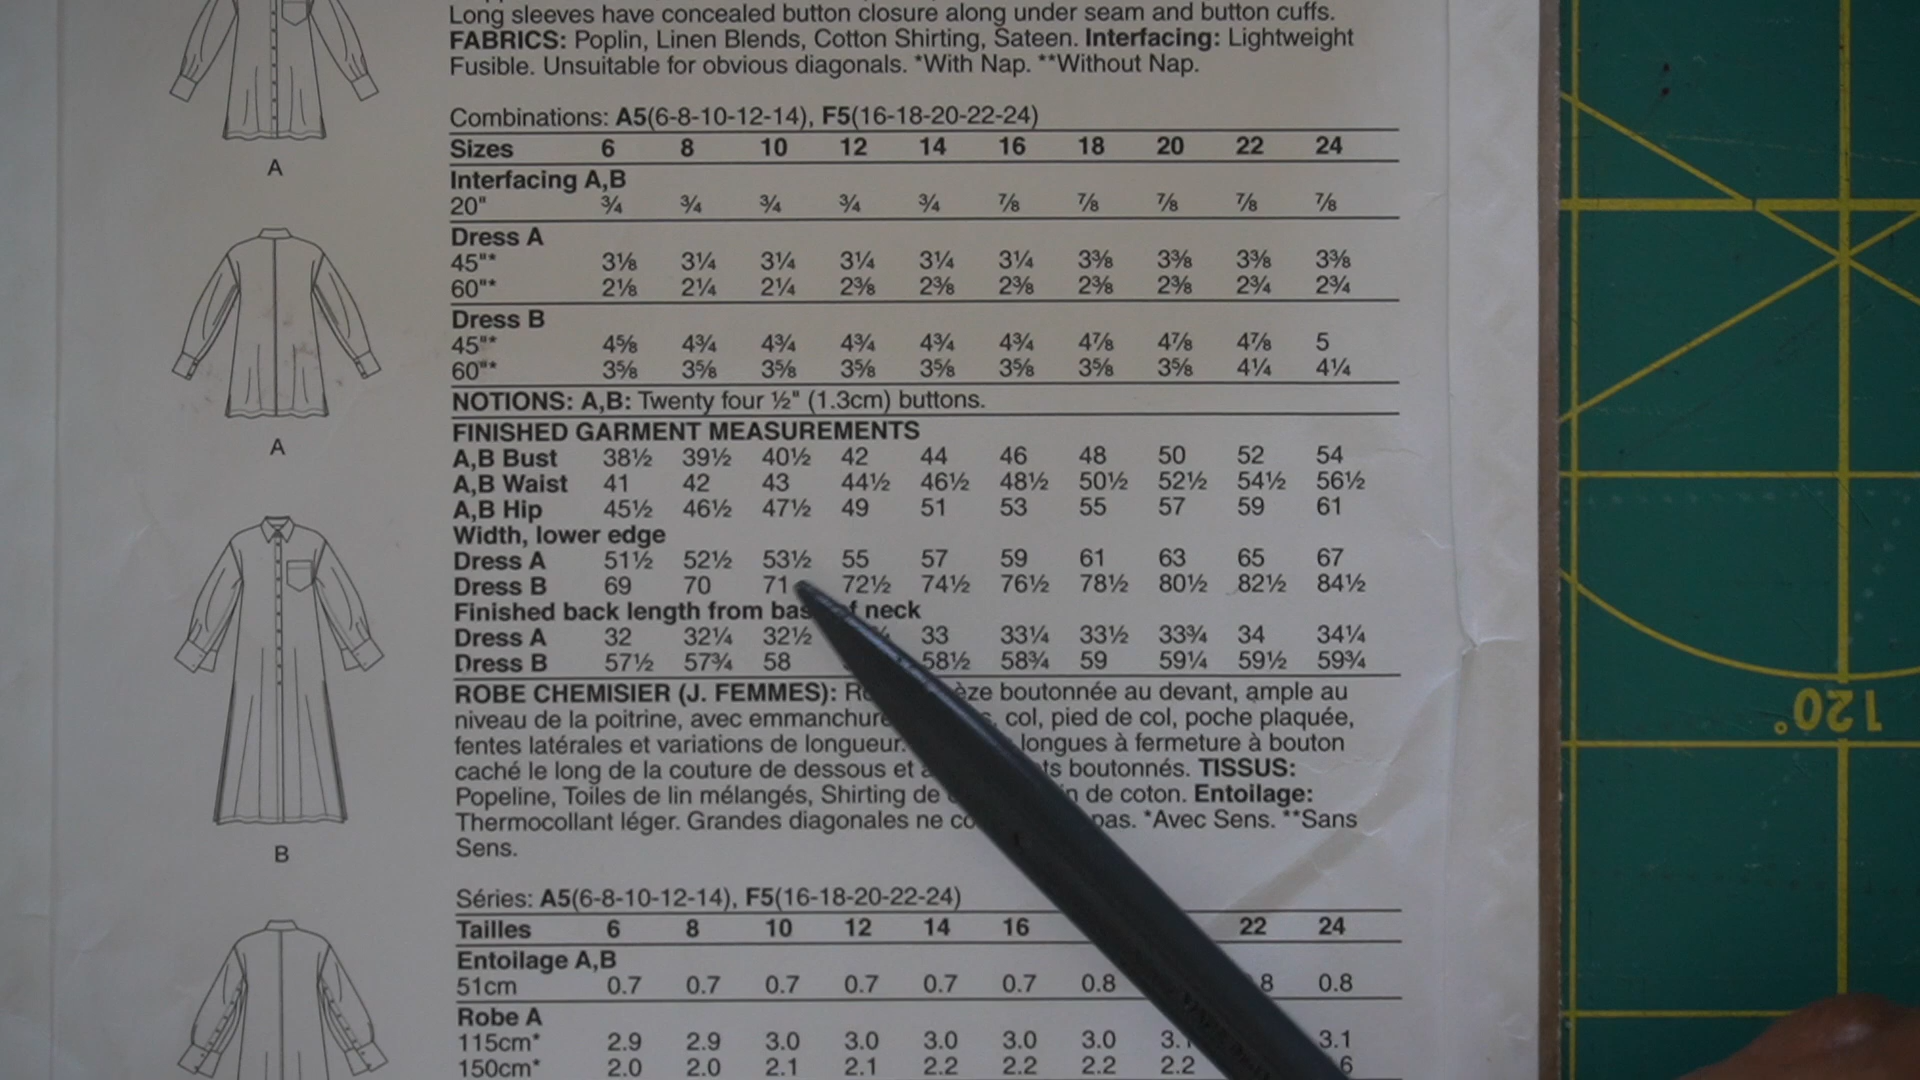 Long sleeves have concealed button closure along under seam and button cuffs.
FABRICS: Poplin, Linen Blends, Cotton Shirting, Sateen. Interfacing: Lightweight
Fusible. Unsuitable for obvious diagonals. *With Nap. **Without Nap.
Combinations: A5(6-8-10-12-14), F5(16-18-20-22-24)
Sizes 6 8 10 12 14 16 18 20 22 24
Interfacing A,B
20" ¾ ¾ ¾ ¾ ¾ ⅞ ⅞ ⅞ ⅞ ⅞
Dress A
45"* 3⅛ 3¼ 3¼ 3¼ 3¼ 3¼ 3⅜ 3⅜ 3⅜ 3⅜
60"* 2⅛ 2¼ 2¼ 2⅜ 2⅜ 2⅜ 2⅜ 2⅜ 2¾ 2¾
Dress B
45"* 4⅝ 4¾ 4¾ 4¾ 4¾ 4¾ 4⅞ 4⅞ 4⅞ 5
60"* 3⅝ 3⅝ 3⅝ 3⅝ 3⅝ 3⅝ 3⅝ 3⅝ 4¼ 4¼
NOTIONS: A,B: Twenty four ½" (1.3cm) buttons.
FINISHED GARMENT MEASUREMENTS
A,B Bust 38½ 39½ 40½ 42 44 46 48 50 52 54
A,B Waist 41 42 43 44½ 46½ 48½ 50½ 52½ 54½ 56½
A,B Hip 45½ 46½ 47½ 49 51 53 55 57 59 61
Width, lower edge
Dress A 51½ 52½ 53½ 55 57 59 61 63 65 67
Dress B 69 70 71 72½ 74½ 76½ 78½ 80½ 82½ 84½
Finished back length from neck
Dress A 32 32¼ 32½ 33 33¼ 33½ 33¾ 34 34¼
Dress B 57½ 57¾ 58 58½ 58¾ 59 59¼ 59½ 59¾
ROBE CHEMISIER (J. FEMMES): boutonnée au devant, ample au
niveau de la poitrine, avec col, pied de col, poche plaquée,
fentes latérales et variations de longueur. longues à fermeture à bouton
caché le long de la couture de dessous et boutonnés. TISSUS:
Popeline, Toiles de lin mélangés, Shirting de de coton. Entoilage:
Thermocollant léger. Grandes diagonales ne pas. *Avec Sens. **Sans
Sens.
Séries: A5(6-8-10-12-14), F5(16-18-20-22-24)
Tailles 6 8 10 12 14 16 22 24
Entoilage A,B
51cm 0.7 0.7 0.7 0.7 0.7 0.7 0.8 0.8
Robe A
115cm* 2.9 2.9 3.0 3.0 3.0 3.0 3.0 3.1
150cm* 2.0 2.0 2.1 2.1 2.2 2.2 2.2 2.2
A
A
B
120°